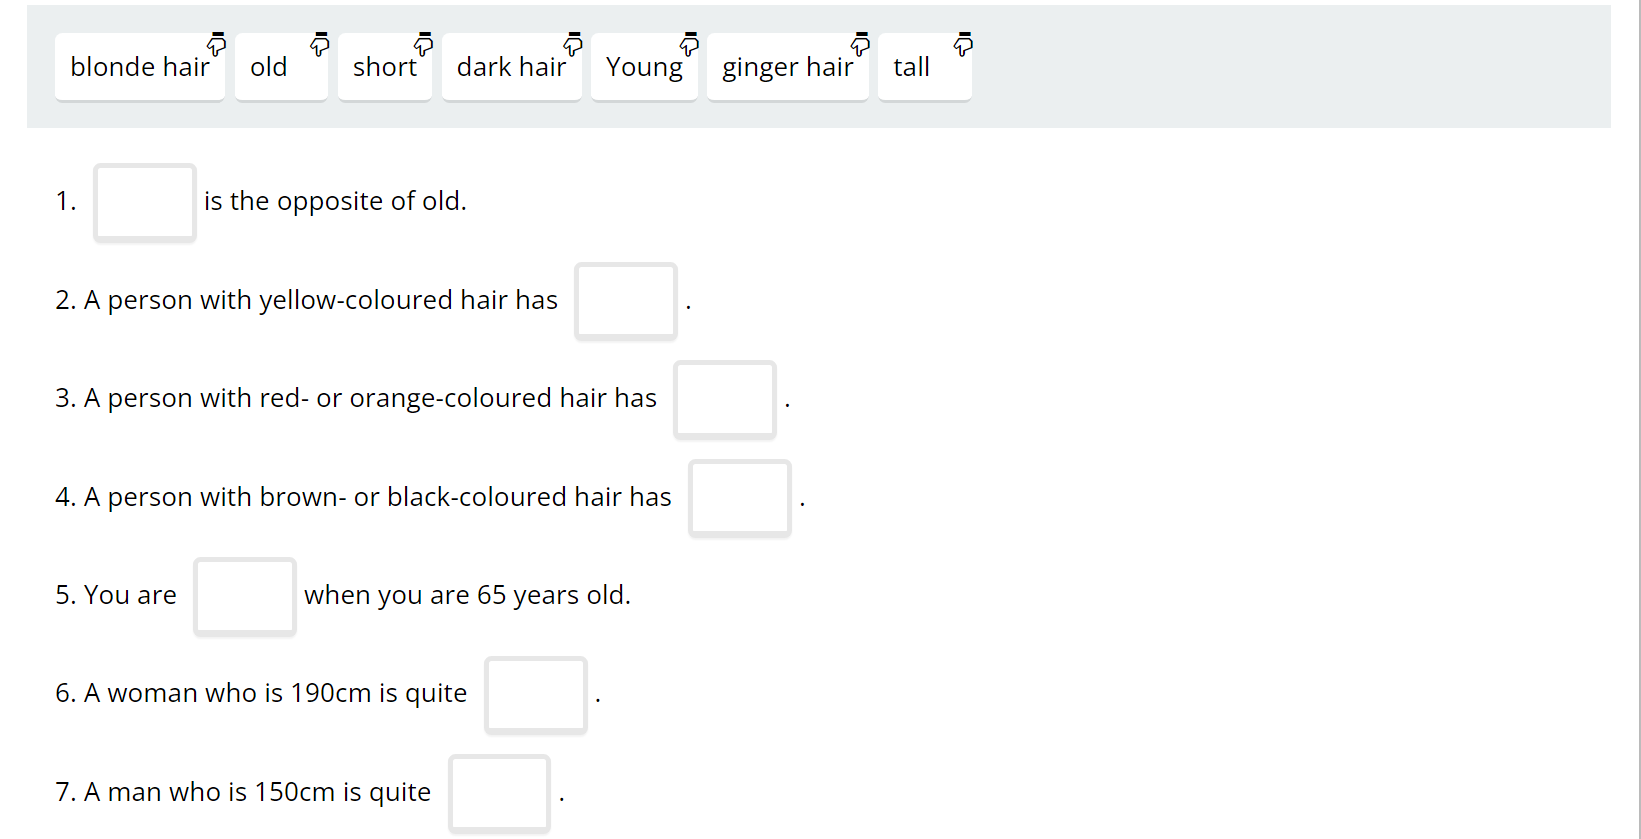 blonde hair old short dark hair Young ginger hair tall
1. is the opposite of old.
2. A person with yellow-coloured hair has .
3. A person with red- or orange-coloured hair has .
4. A person with brown- or black-coloured hair has .
5. You are when you are 65 years old.
6. A woman who is 190cm is quite .
7. A man who is 150cm is quite .